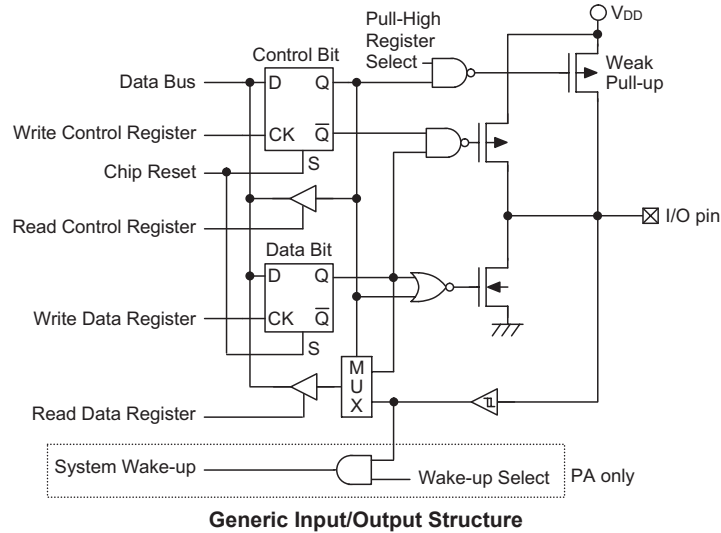 VDD
Pull-High
Register
Select
Control Bit
Weak
Pull-up
Data Bus
D
Q
Write Control Register
CK
Q
Chip Reset
S
I/O pin
Read Control Register
Data Bit
D
Q
Write Data Register
CK
Q
S
M
U
X
Read Data Register
System Wake-up
Wake-up Select
PA only
Generic Input/Output Structure